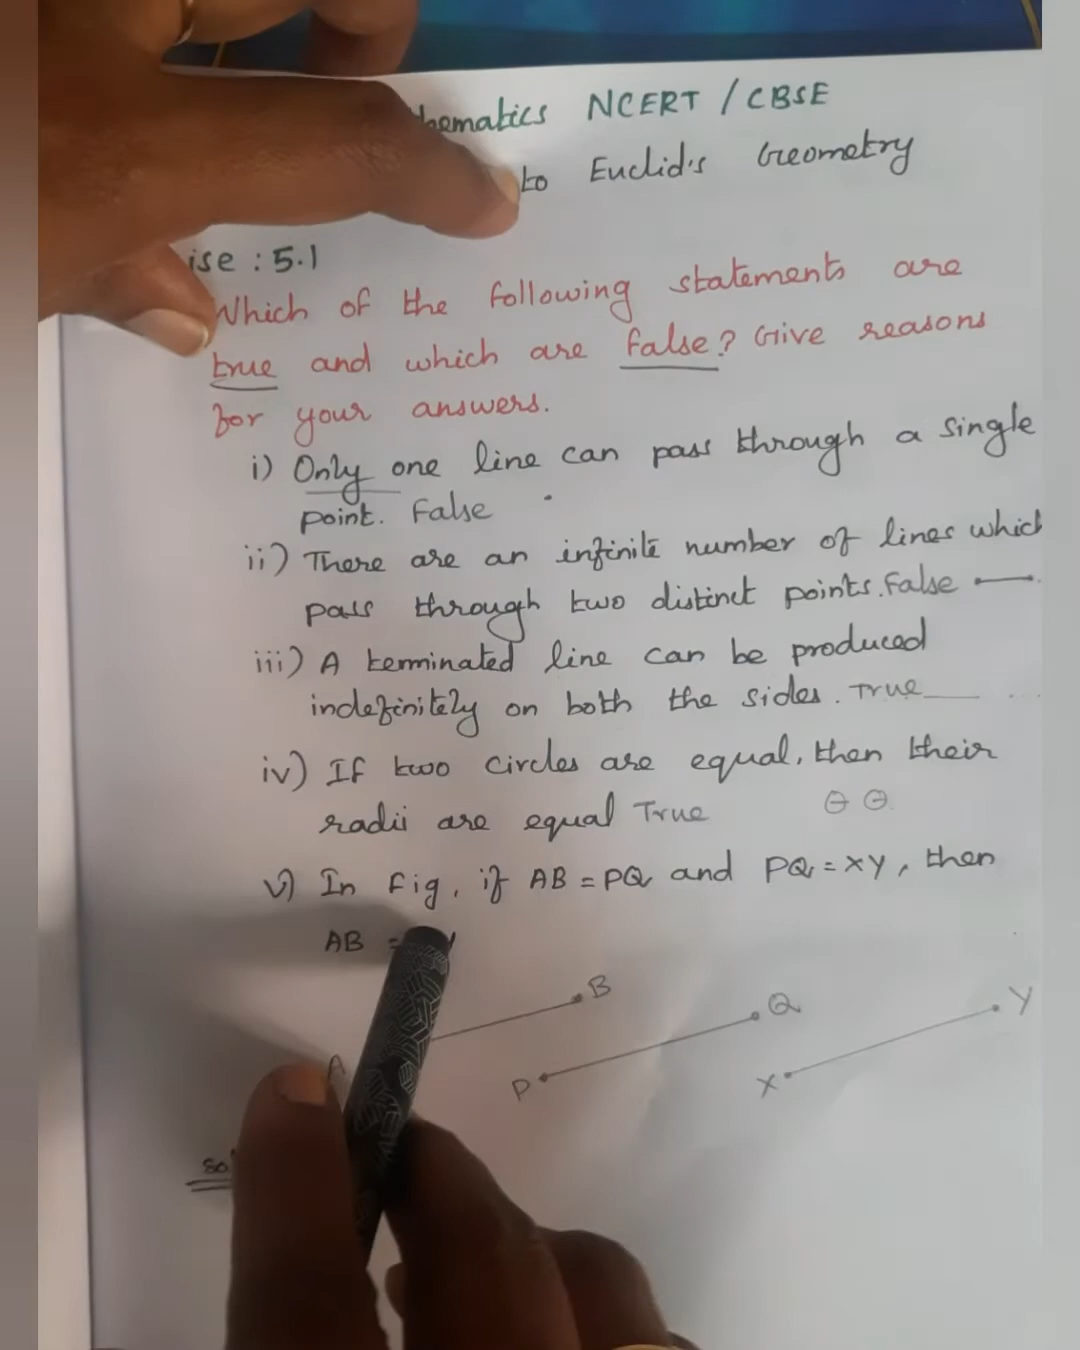 NCERT / CBSE
to Euclid's Geometry
: 5.1
Which of the following statements are
true and which are false? Give reasons
for your answers.
i) Only one line can pass through a single
point. False
ii) There are an infinite number of lines which
pass through two distinct points. False
iii) A terminated line can be produced
indefinitely on both the sides. True
iv) If two circles are equal, then their
radii are equal True
v) In fig, if AB = PQ and PQ = XY, then
AB =
B
Q
Y
A
P
X